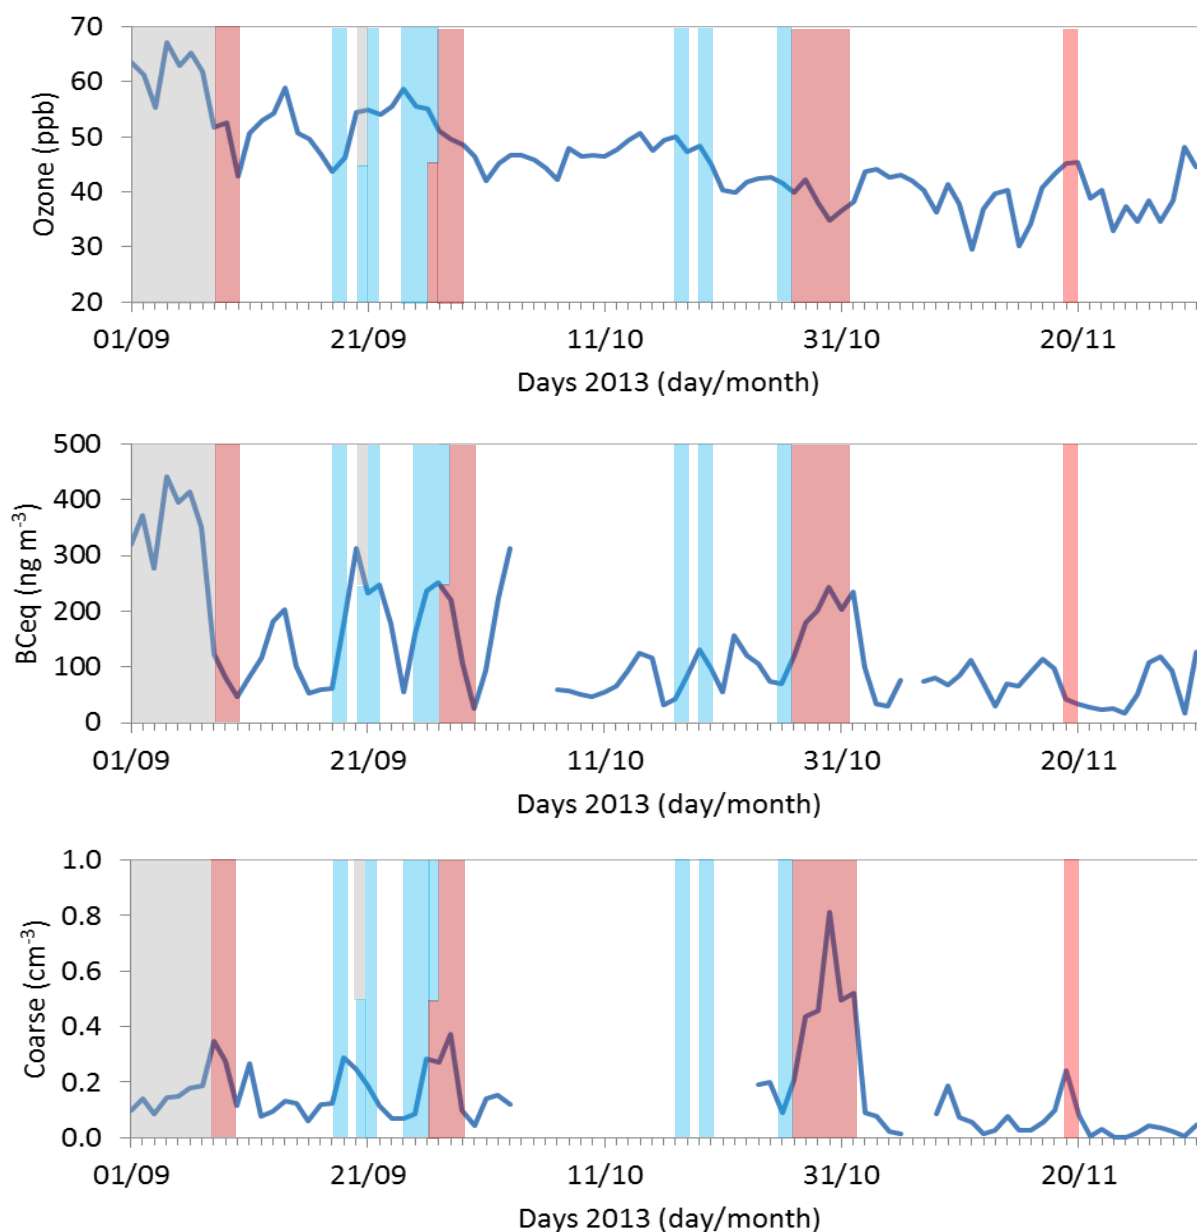 Ozone (ppb)
70
60
50
40
30
20
01/09 21/09 11/10 31/10 20/11
Days 2013 (day/month)
BCeq (ng m⁻³)
500
400
300
200
100
0
01/09 21/09 11/10 31/10 20/11
Days 2013 (day/month)
Coarse (cm⁻³)
1.0
0.8
0.6
0.4
0.2
0.0
01/09 21/09 11/10 31/10 20/11
Days 2013 (day/month)